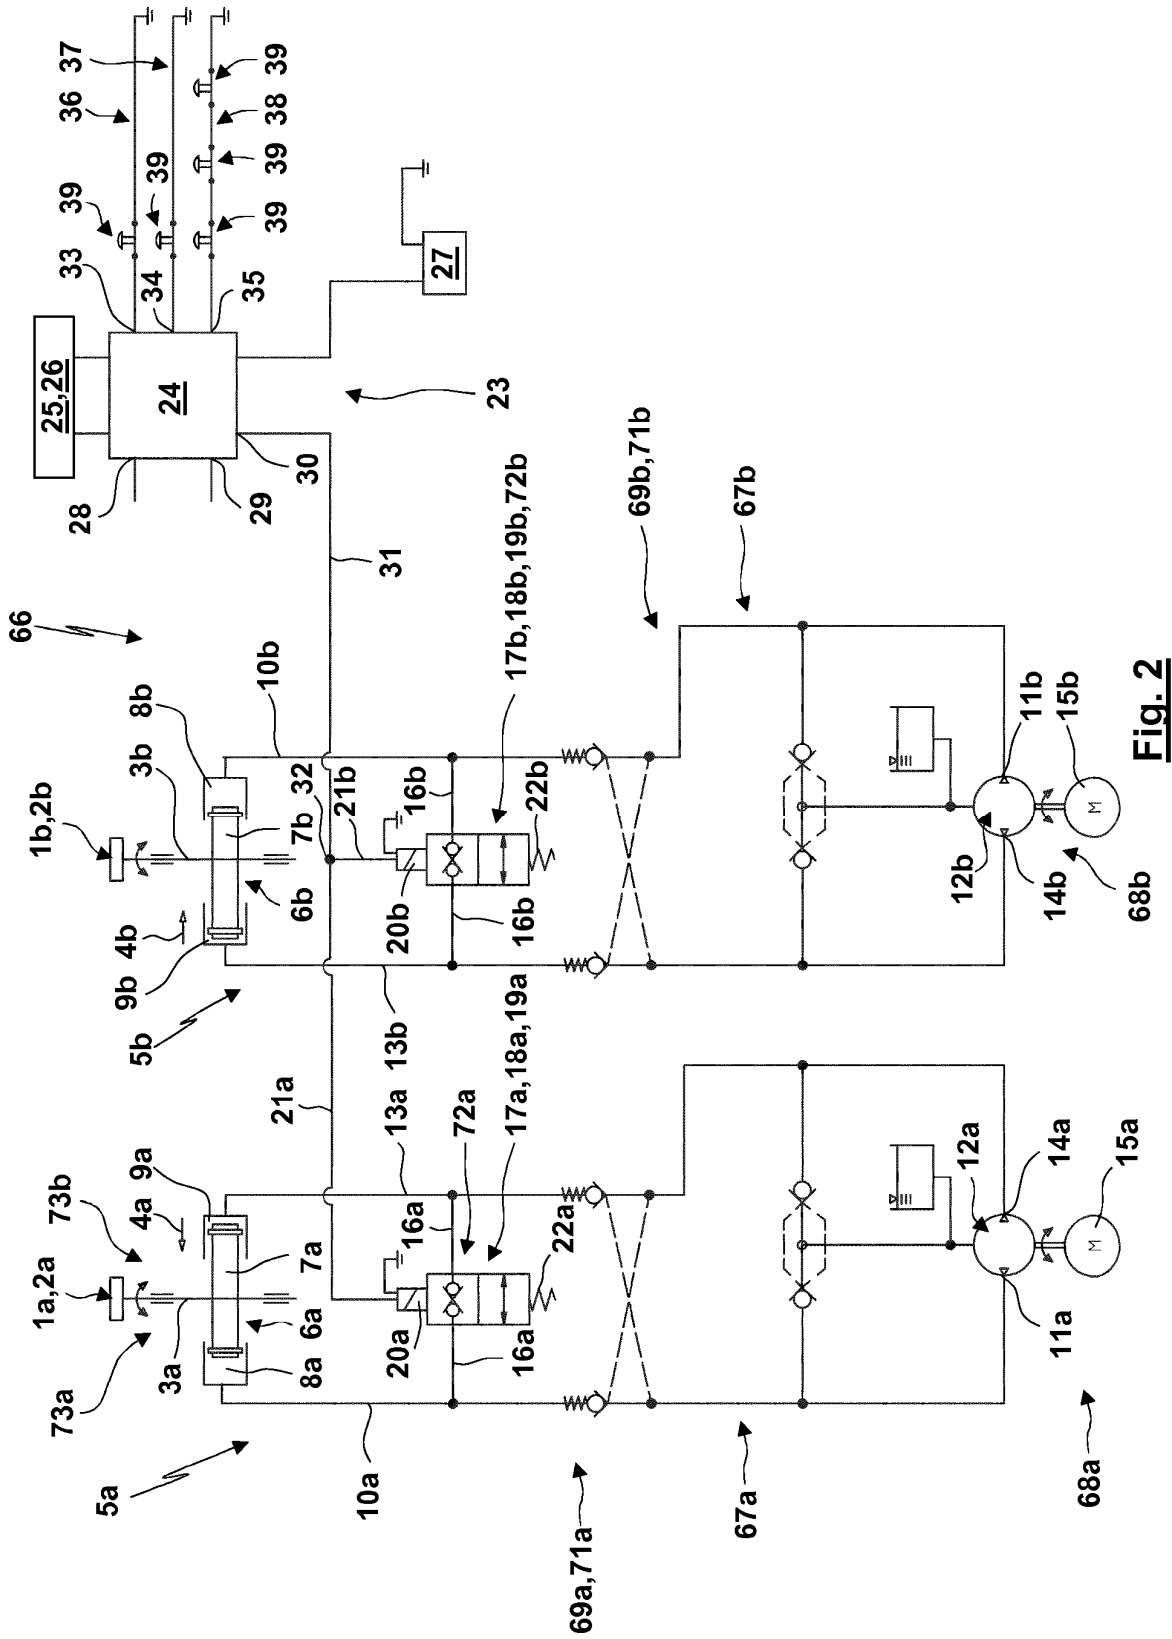 66
36
37
39
39
38
39
39
39
33
34
35
25,26
24
27
28
29
30
23
31
32
1b,2b
3b
8b
10b
4b
9b
5b
6b
7b
21b
20b
16b
16b
13b
22b
17b,18b,19b,72b
69b,71b
67b
12b
11b
14b
15b
M
68b
21a
13a
73b
1a,2a
4a
9a
73a
3a
8a
6a
7a
5a
10a
20a
16a
16a
22a
72a
17a,18a,19a
69a,71a
67a
12a
14a
11a
15a
M
68a
Fig. 2